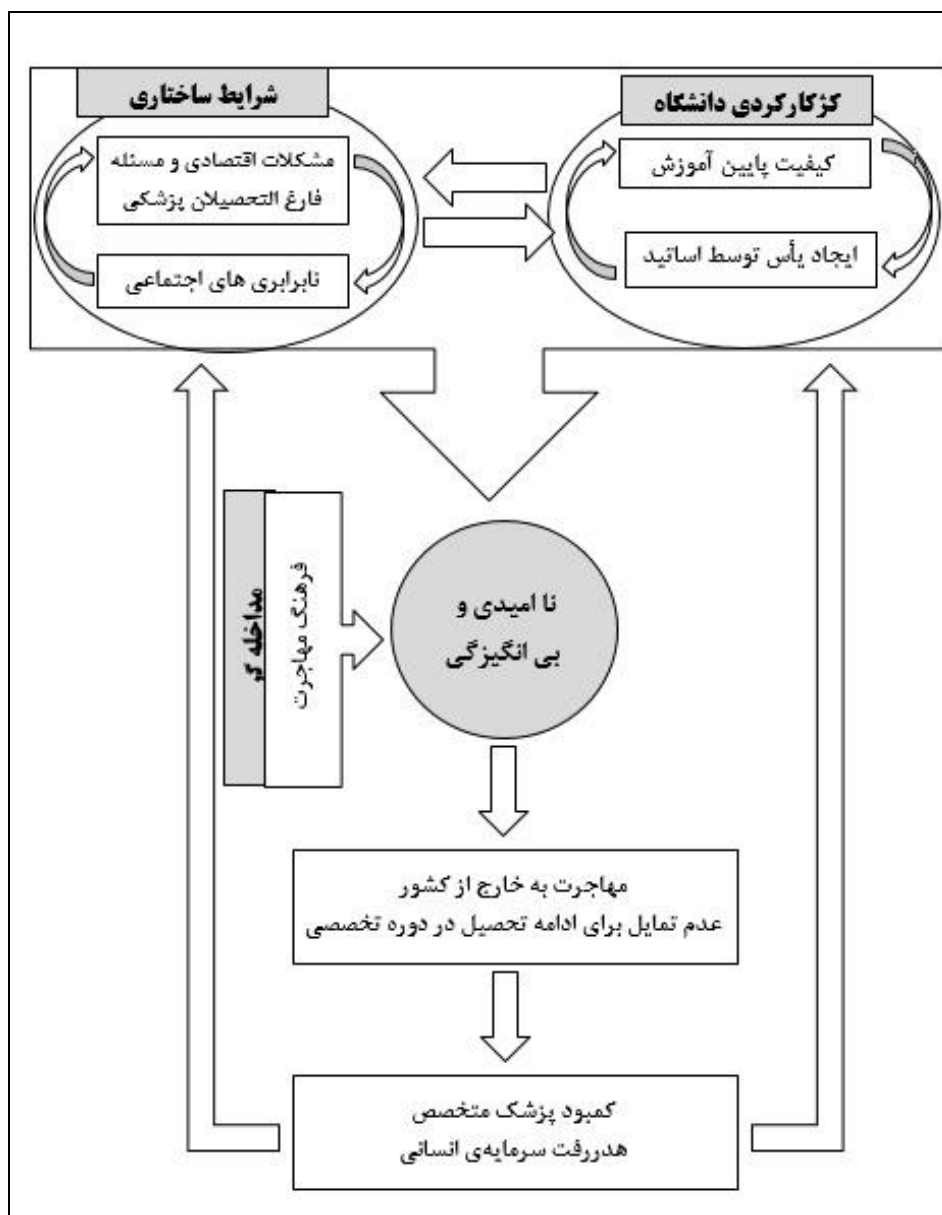 کژکارکردی دانشگاه
کیفیت پایین آموزش
ایجاد یأس توسط اساتید
شرایط ساختاری
مشکلات اقتصادی و مسئله
فارغ التحصیلان پزشکی
نابرابری های اجتماعی
مداخله گر
فرهنگ مهاجرت
نا امیدی و
بی انگیزگی
مهاجرت به خارج از کشور
عدم تمایل برای ادامه تحصیل در دوره تخصصی
کمبود پزشک متخصص
هدررفت سرمایه‌ی انسانی